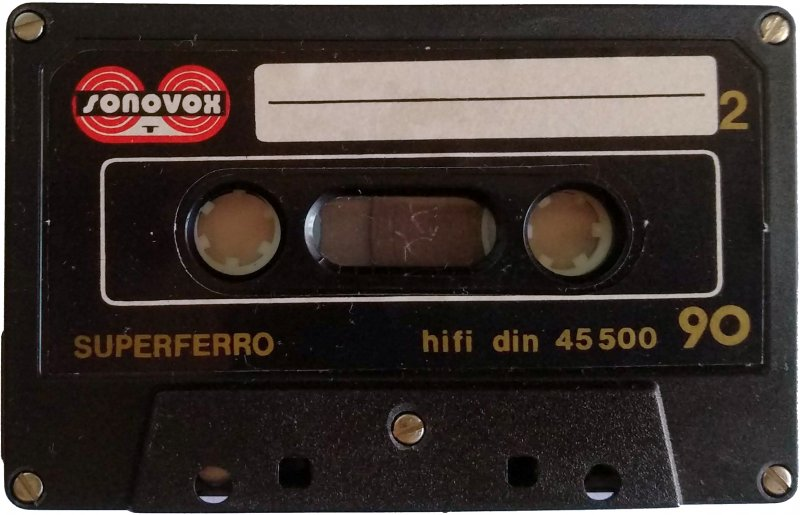 SONOVOX
2
SUPERFERRO hifi din 45500 90